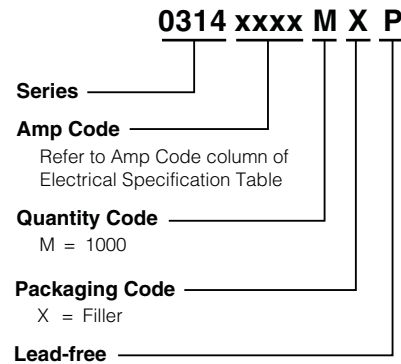 0314 xxxx M X P
Series
Amp Code
Refer to Amp Code column of
Electrical Specification Table
Quantity Code
M = 1000
Packaging Code
X = Filler
Lead-free